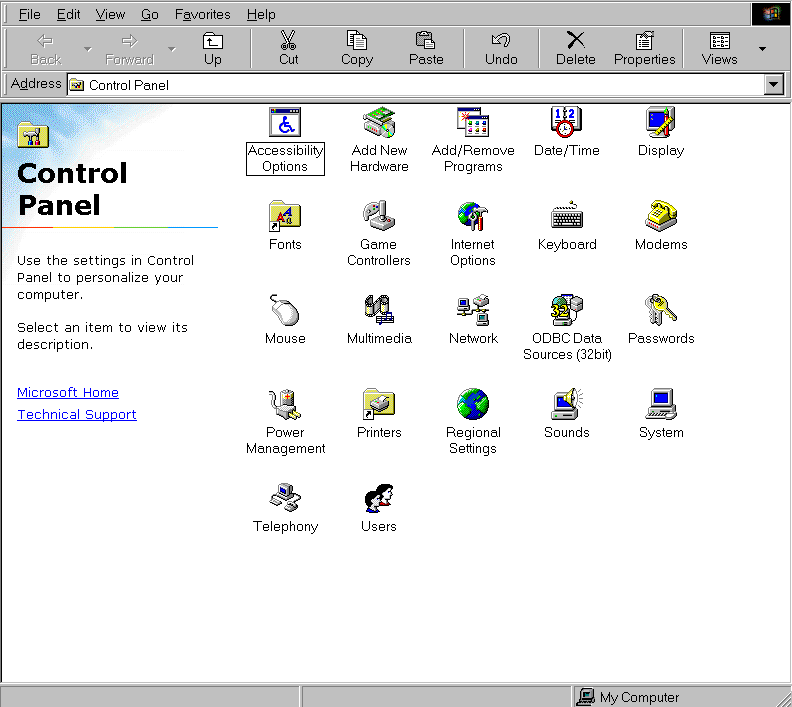 File Edit View Go Favorites Help
Back Forward Up Cut Copy Paste Undo Delete Properties Views
Address Control Panel
Control
Panel
Use the settings in Control
Panel to personalize your
computer.
Select an item to view its
description.
Microsoft Home
Technical Support
Accessibility
Options
Add New
Hardware
Add/Remove
Programs
Date/Time
Display
Fonts
Game
Controllers
Internet
Options
Keyboard
Modems
Mouse
Multimedia
Network
ODBC Data
Sources (32bit)
Passwords
Power
Management
Printers
Regional
Settings
Sounds
System
Telephony
Users
My Computer